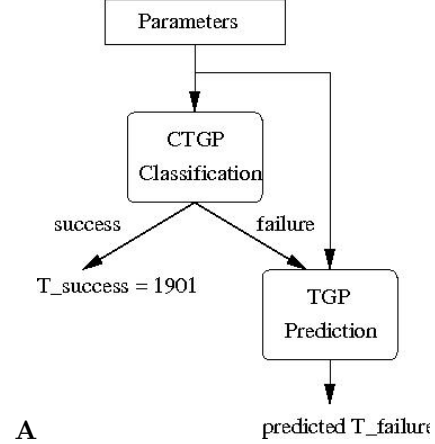 Parameters
CTGP
Classification
success
failure
T_success = 1901
TGP
Prediction
A
predicted T_failure